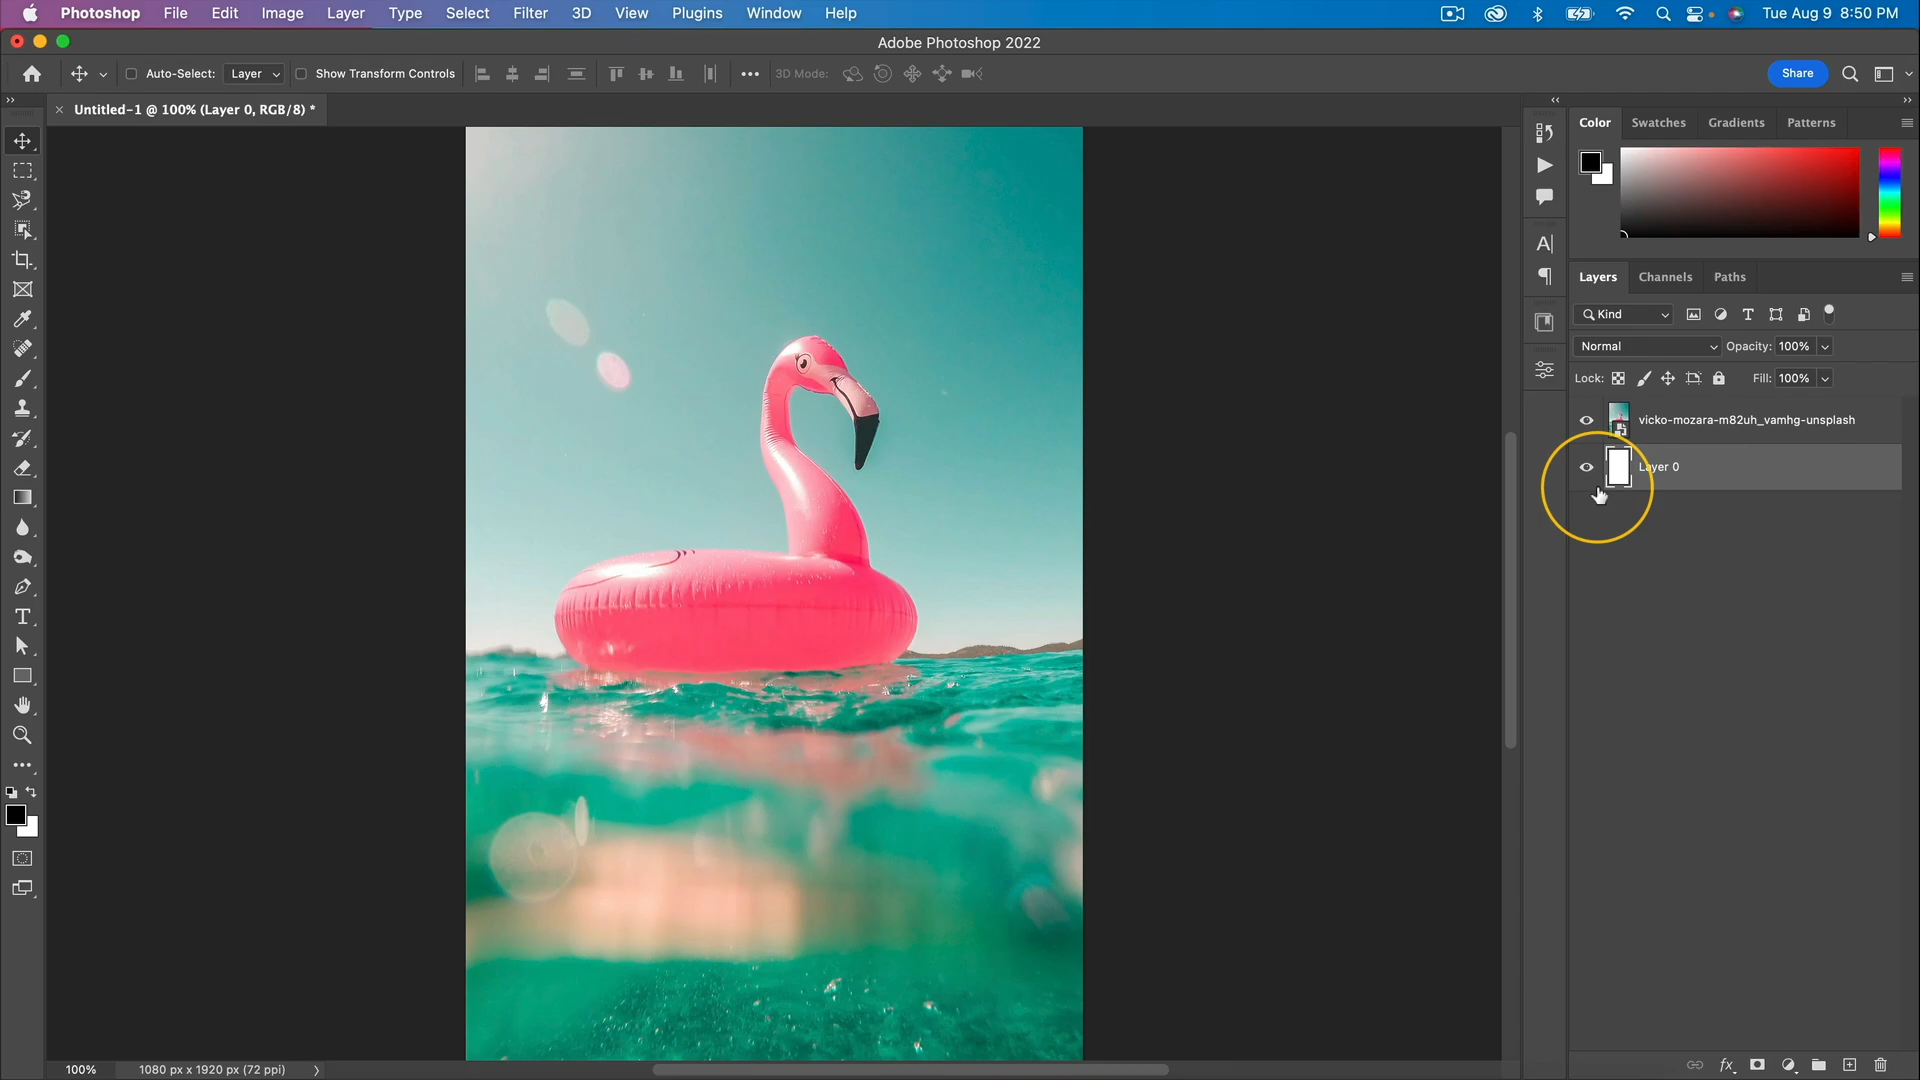 Photoshop File Edit Image Layer Type Select Filter 3D View Plugins Window Help Tue Aug 9 8:50 PM
Adobe Photoshop 2022
Auto-Select: Layer Show Transform Controls 3D Mode: Share
Untitled-1 @ 100% (Layer 0, RGB/8) *
Color Swatches Gradients Patterns
Layers Channels Paths
Kind
Normal Opacity: 100%
Lock: Fill: 100%
vicko-mozara-m82uh_vamhg-unsplash
Layer 0
100% 1080 px x 1920 px (72 ppi)